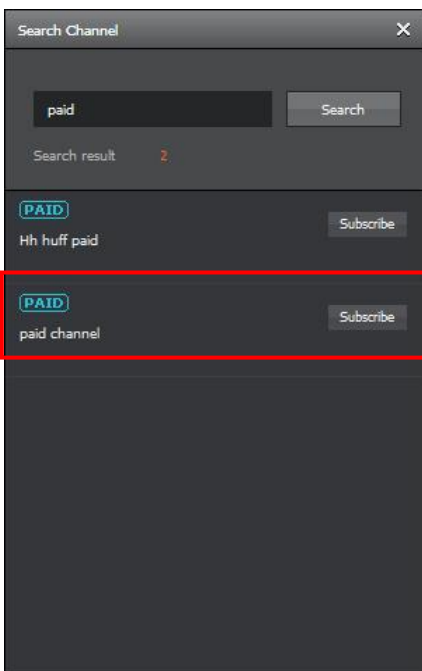 Search Channel
paid Search
Search result 2
PAID
Hh huff paid Subscribe
PAID
paid channel Subscribe